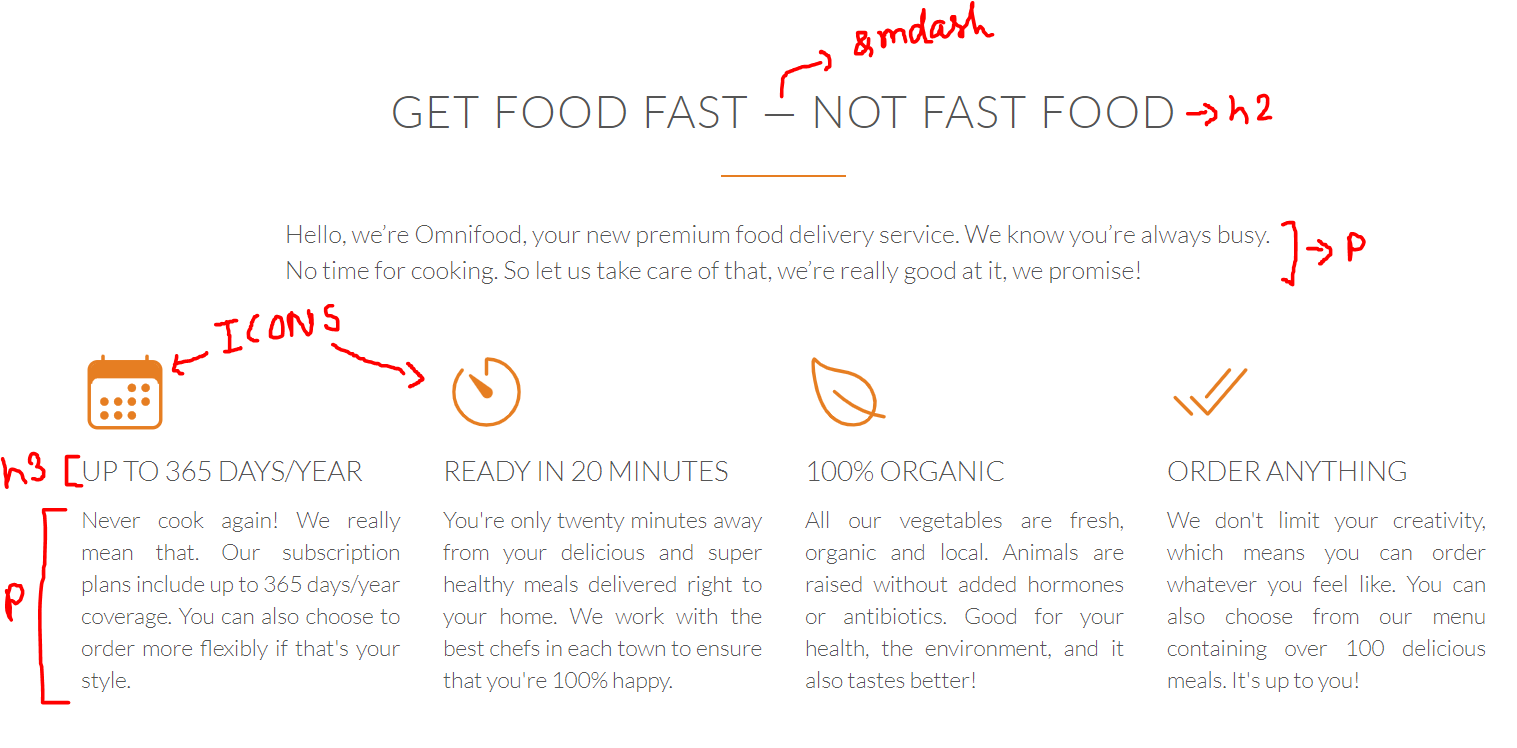 &mdash
GET FOOD FAST — NOT FAST FOOD → h2
Hello, we’re Omnifood, your new premium food delivery service. We know you’re always busy.
No time for cooking. So let us take care of that, we’re really good at it, we promise!
→ p
ICONS
h3 [
UP TO 365 DAYS/YEAR
p
Never cook again! We really
mean that. Our subscription
plans include up to 365 days/year
coverage. You can also choose to
order more flexibly if that's your
style.
READY IN 20 MINUTES
You're only twenty minutes away
from your delicious and super
healthy meals delivered right to
your home. We work with the
best chefs in each town to ensure
that you're 100% happy.
100% ORGANIC
All our vegetables are fresh,
organic and local. Animals are
raised without added hormones
or antibiotics. Good for your
health, the environment, and it
also tastes better!
ORDER ANYTHING
We don't limit your creativity,
which means you can order
whatever you feel like. You can
also choose from our menu
containing over 100 delicious
meals. It's up to you!